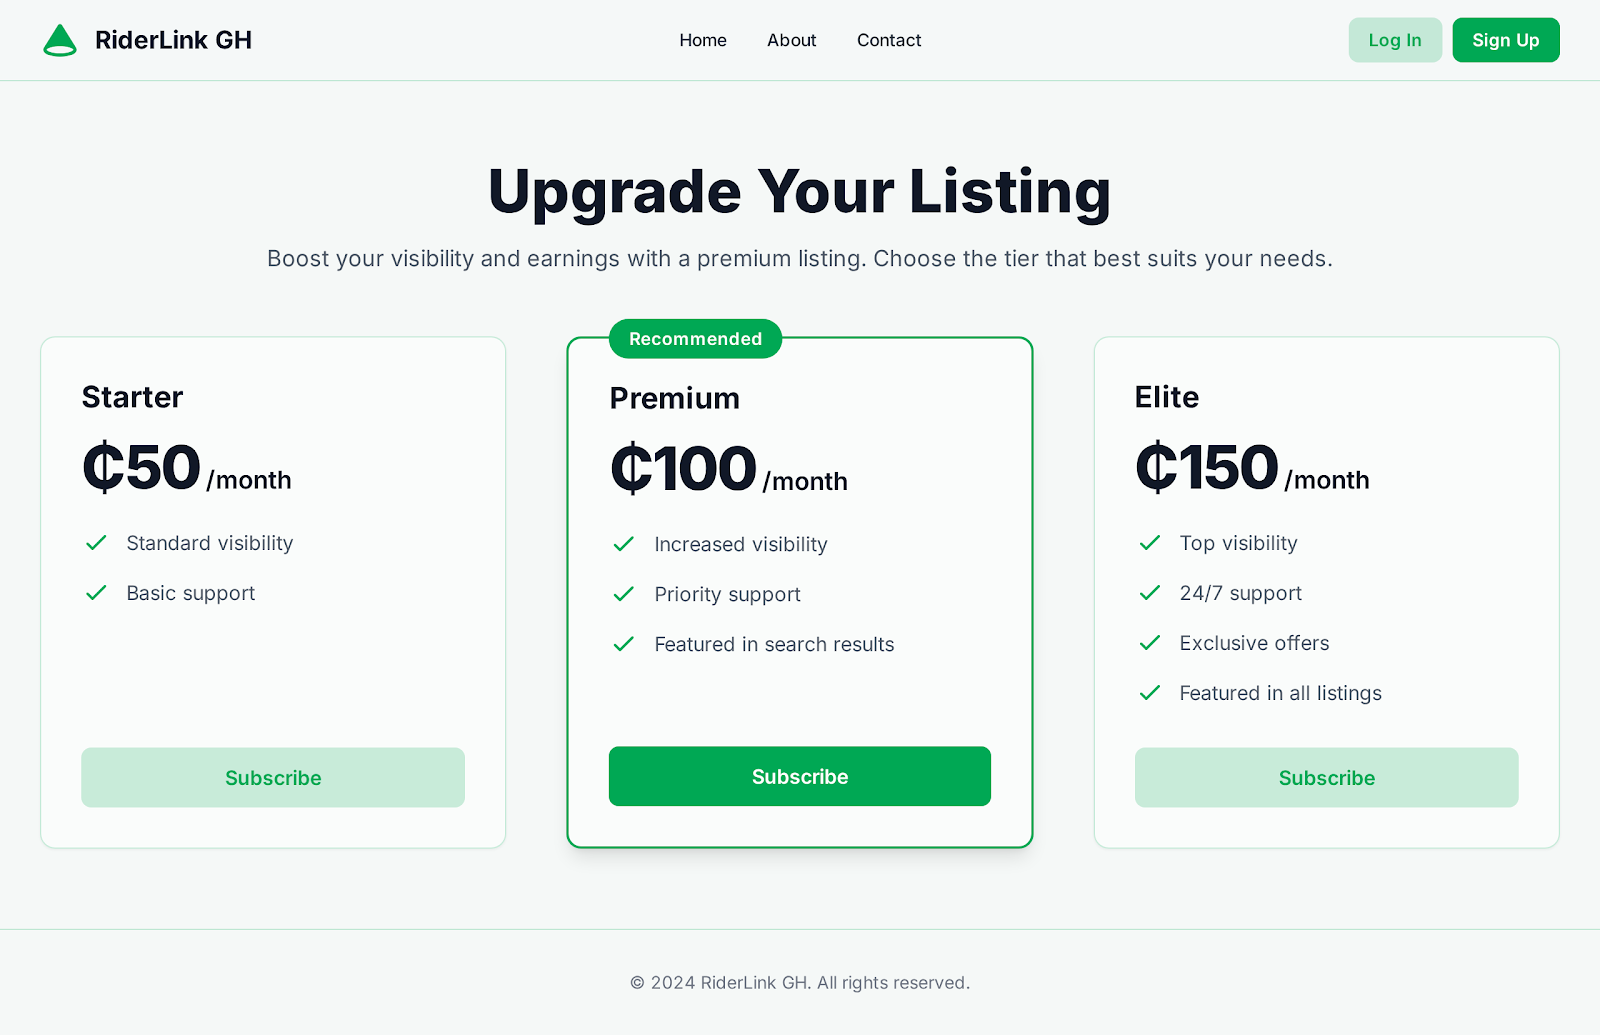 RiderLink GH
Home
About
Contact
Log In
Sign Up
Upgrade Your Listing
Boost your visibility and earnings with a premium listing. Choose the tier that best suits your needs.
Starter
₵50 /month
Standard visibility
Basic support
Subscribe
Recommended
Premium
₵100 /month
Increased visibility
Priority support
Featured in search results
Subscribe
Elite
₵150 /month
Top visibility
24/7 support
Exclusive offers
Featured in all listings
Subscribe
© 2024 RiderLink GH. All rights reserved.